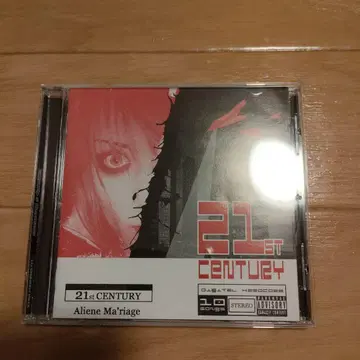 21ST
CENTURY
10
songs
STEREO
PARENTAL
ADVISORY
21st CENTURY
Aliene Ma'riage